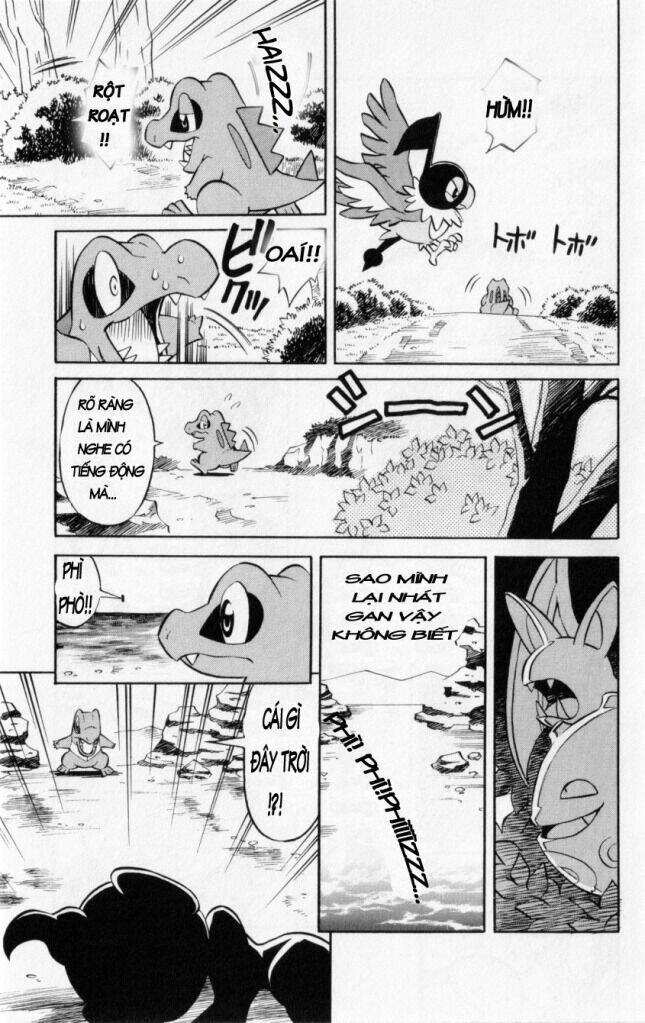 HỪM!!
トボ トボ
HAIZZZ...
RỘT
ROẠT
!!
OAÍ!!
ビクッ
RÕ RÀNG
LÀ MÌNH
NGHE CÓ
TIẾNG ĐỘNG
MÀ...
SAO MÌNH
LẠI NHÁT
GAN VẬY
KHÔNG BIẾT
PHÌ! PHÌ!PHIIIIZZZ...
PHÌ
PHÒ!!
CÁI GÌ
ĐÂY TRỜI
!?!